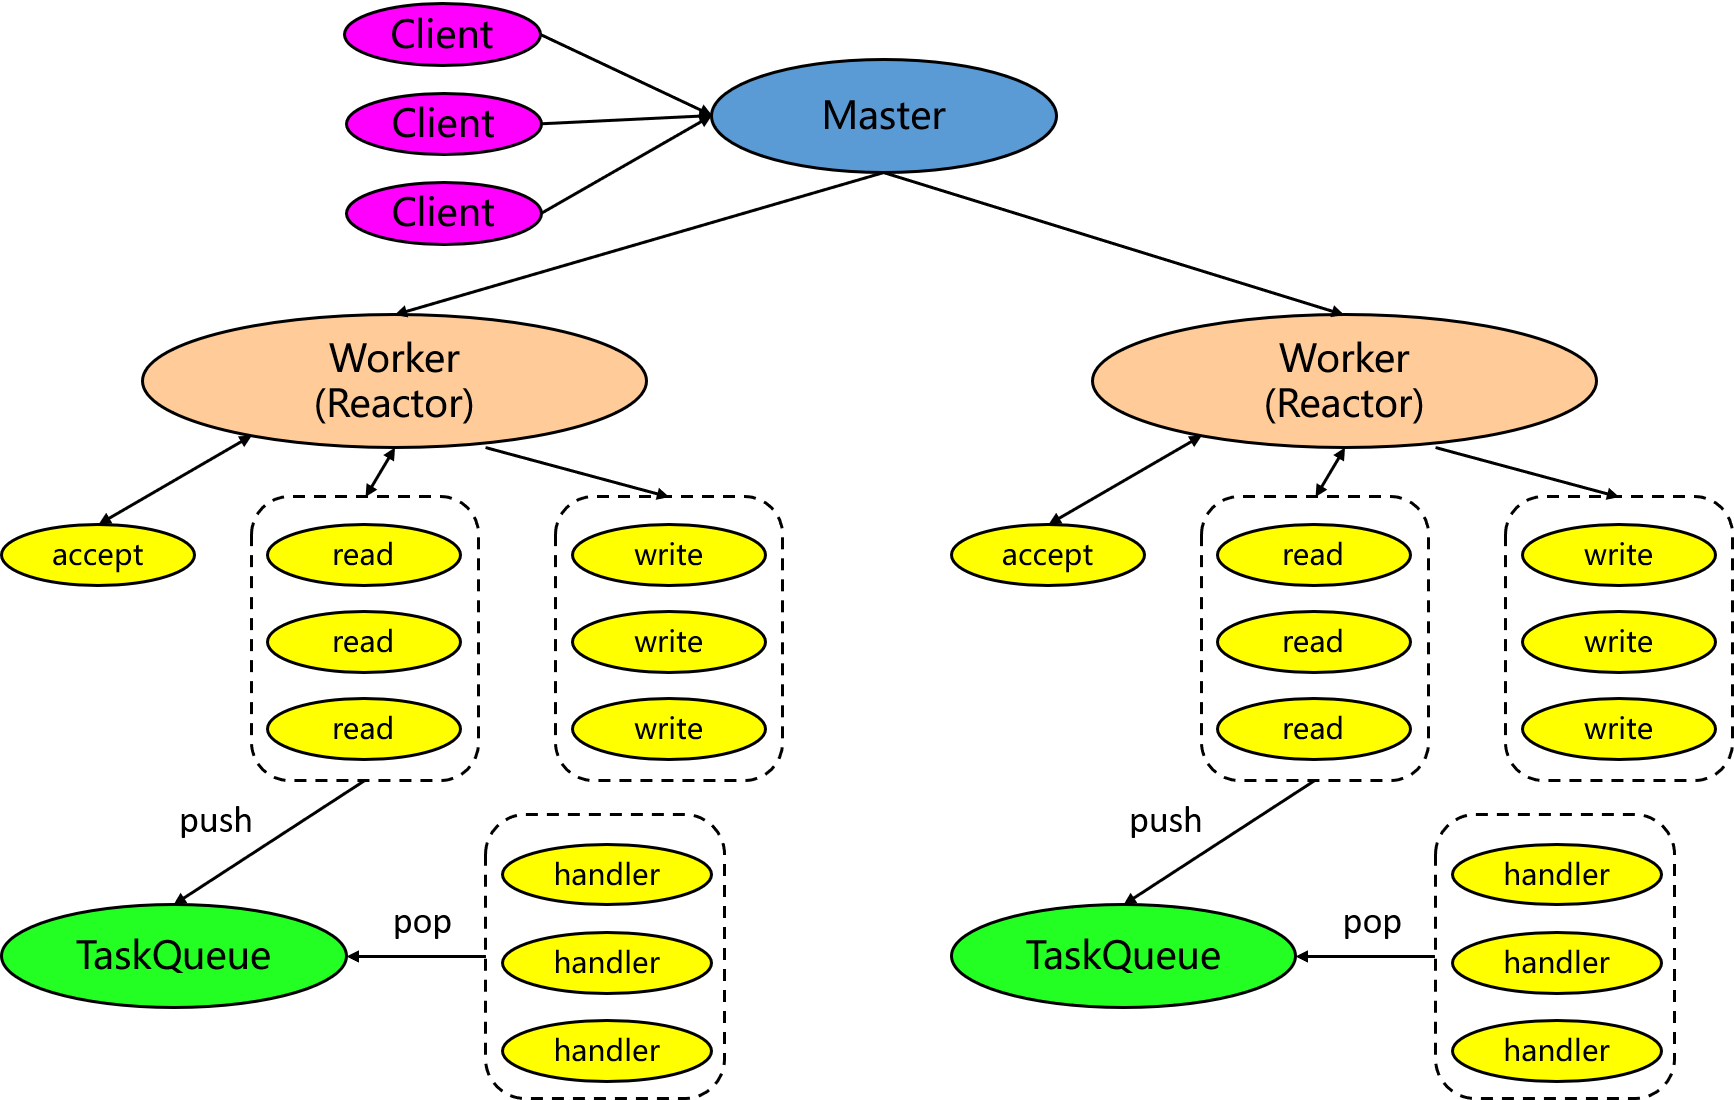 Client
Client
Client
Master
Worker
(Reactor)
accept
read
read
read
write
write
write
push
TaskQueue
pop
handler
handler
handler
Worker
(Reactor)
accept
read
read
read
write
write
write
push
TaskQueue
pop
handler
handler
handler